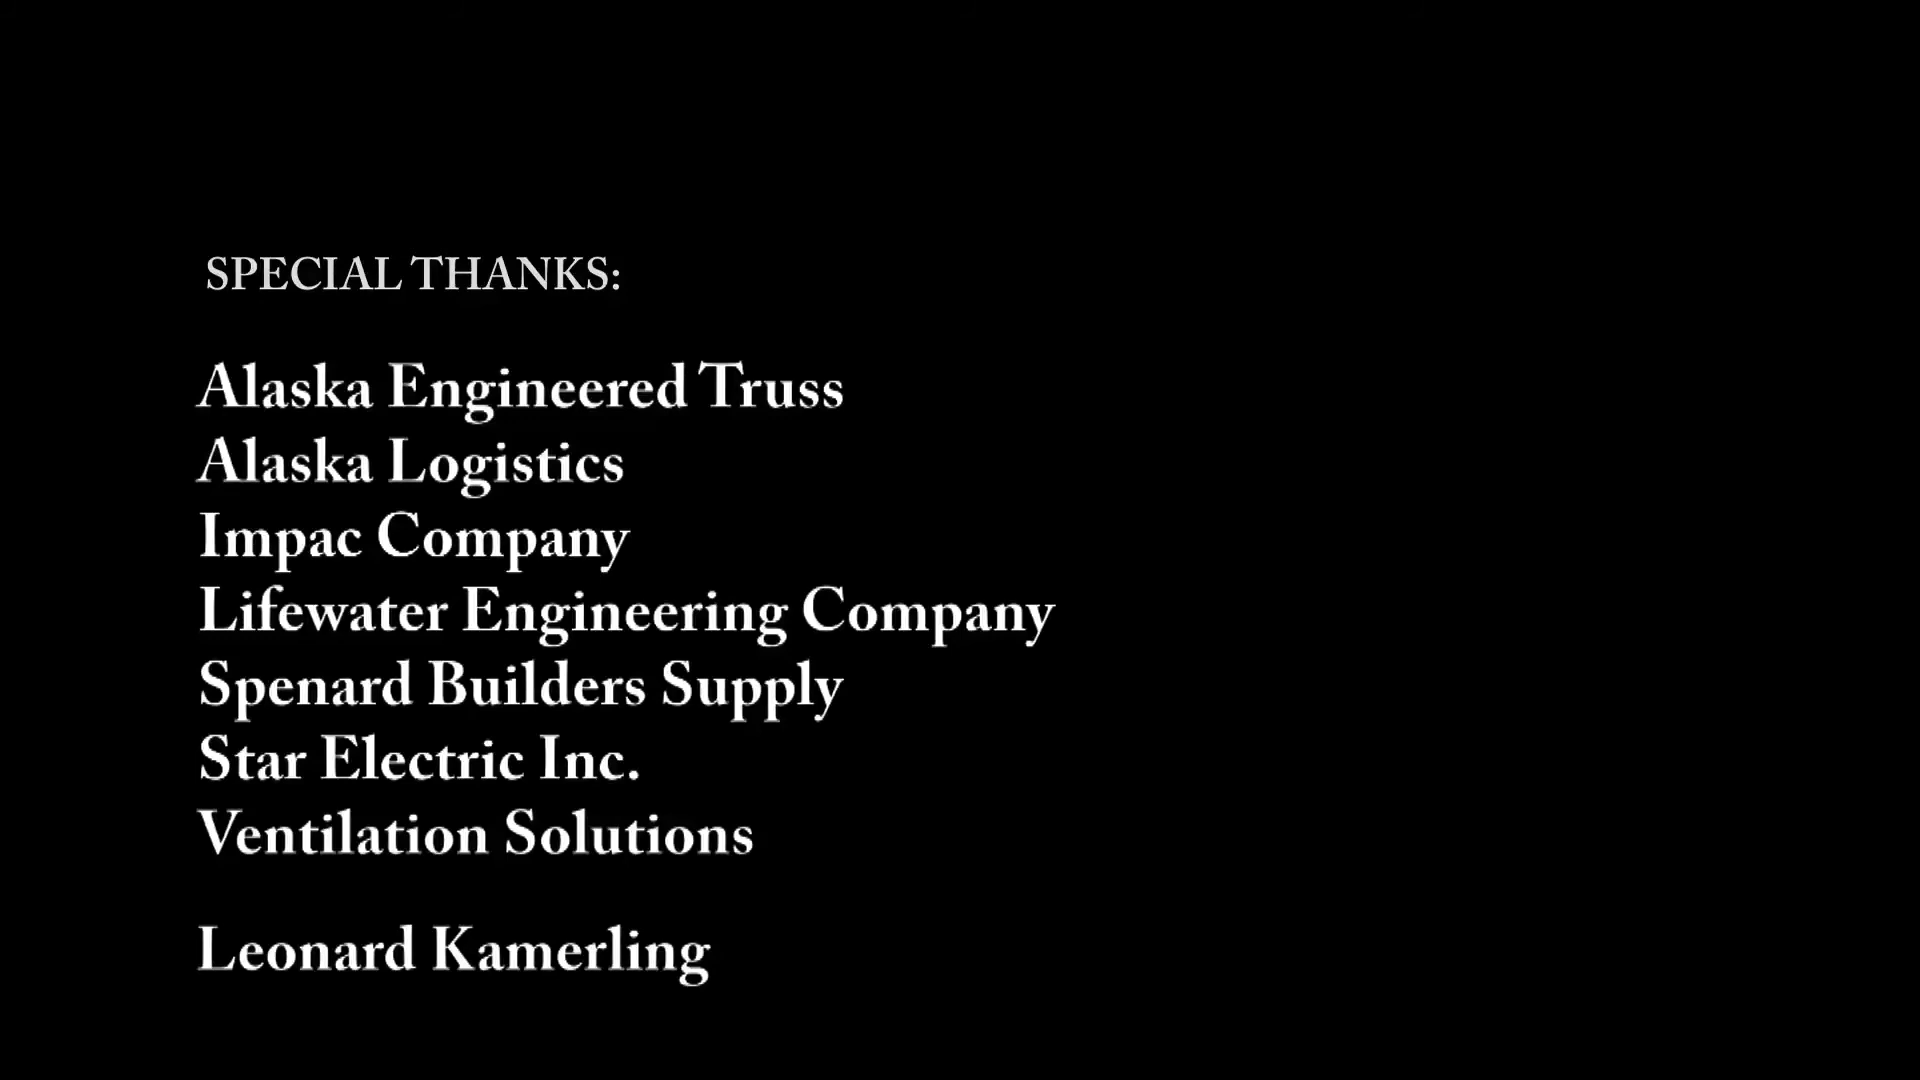 SPECIAL THANKS:
Alaska Engineered Truss
Alaska Logistics
Impac Company
Lifewater Engineering Company
Spenard Builders Supply
Star Electric Inc.
Ventilation Solutions
Leonard Kamerling